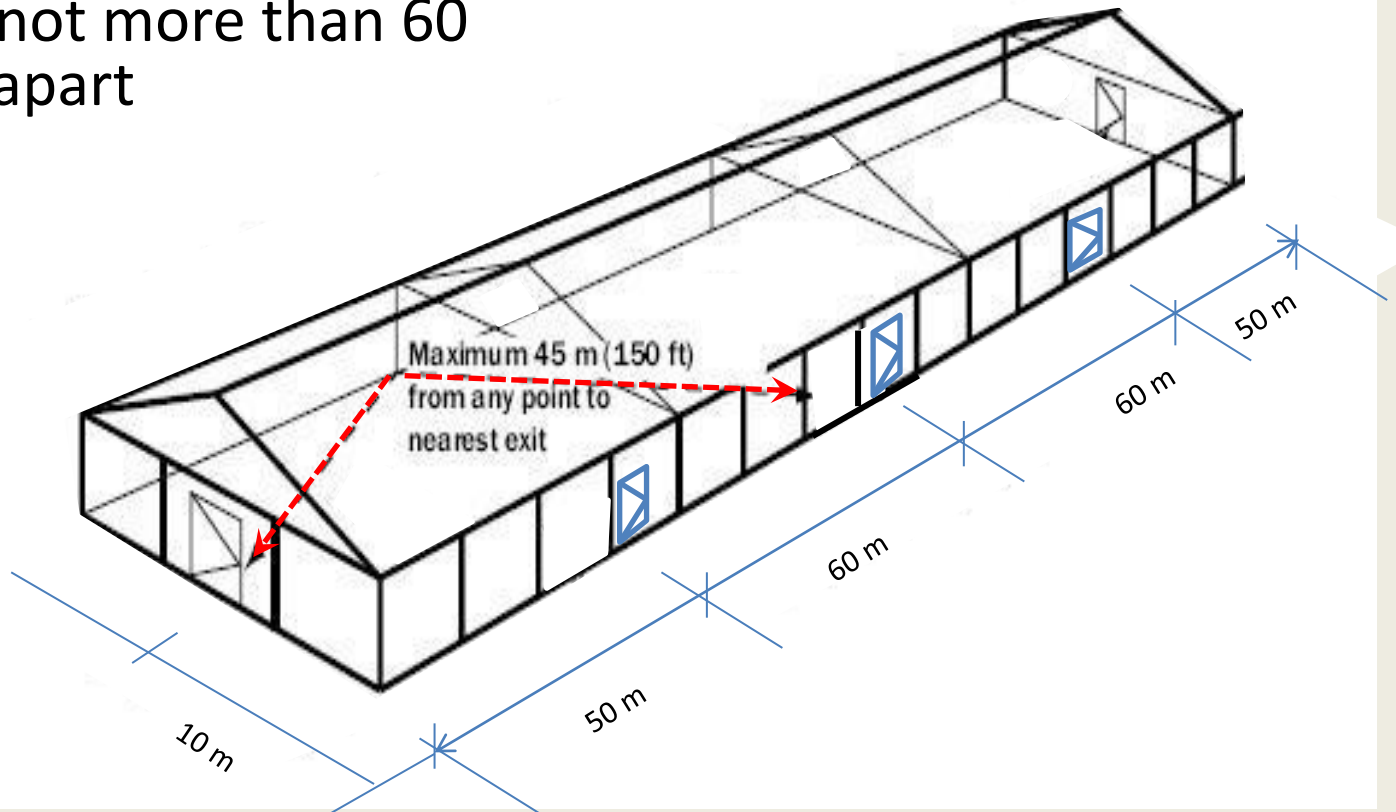 not more than 60
apart
Maximum 45 m (150 ft)
from any point to
nearest exit
50 m
60 m
60 m
50 m
10 m